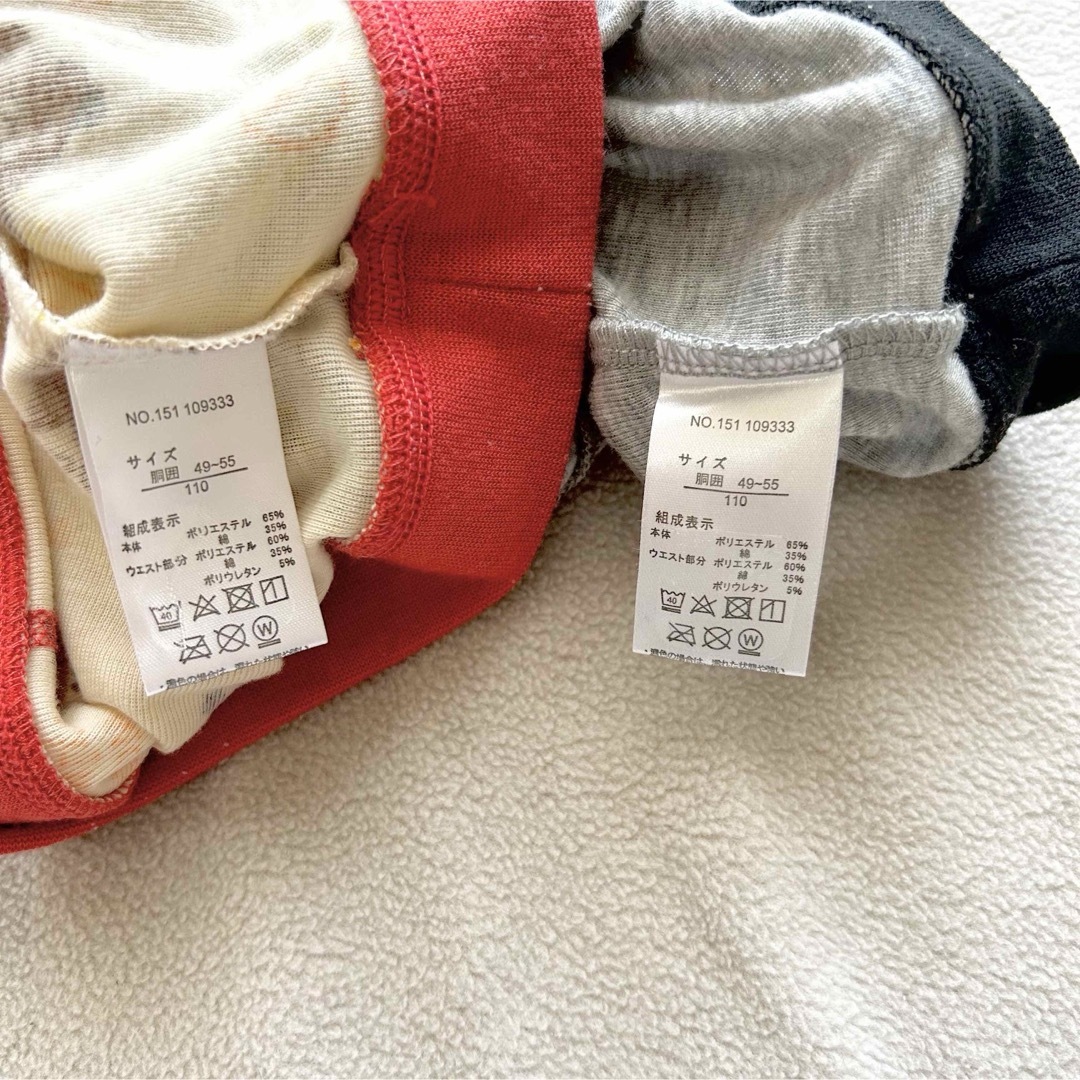 NO.151 109333
サイズ
胴囲 49~55
110
組成表示
本体 ポリエステル 65%
綿 35%
ウエスト部分 ポリエステル 60%
綿 35%
ポリウレタン 5%
40
W
NO.151 109333
サイズ
胴囲 49~55
110
組成表示
本体 ポリエステル 65%
綿 35%
ウエスト部分 ポリエステル 60%
綿 35%
ポリウレタン 5%
40
W